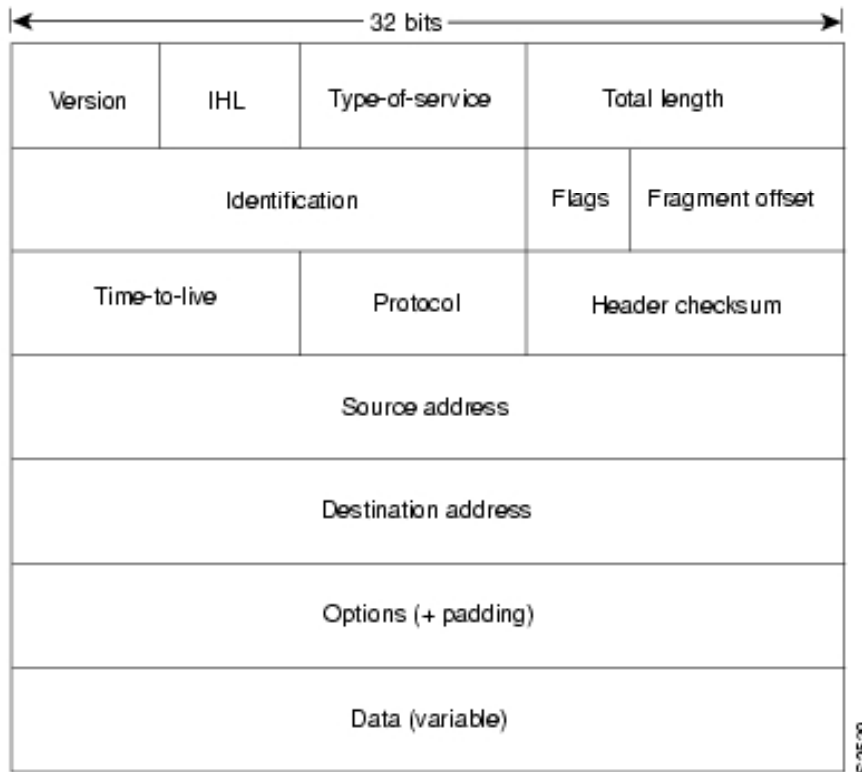 32 bits
Version IHL Type-of-service Total length
Identification Flags Fragment offset
Time-to-live Protocol Header checksum
Source address
Destination address
Options (+ padding)
Data (variable)